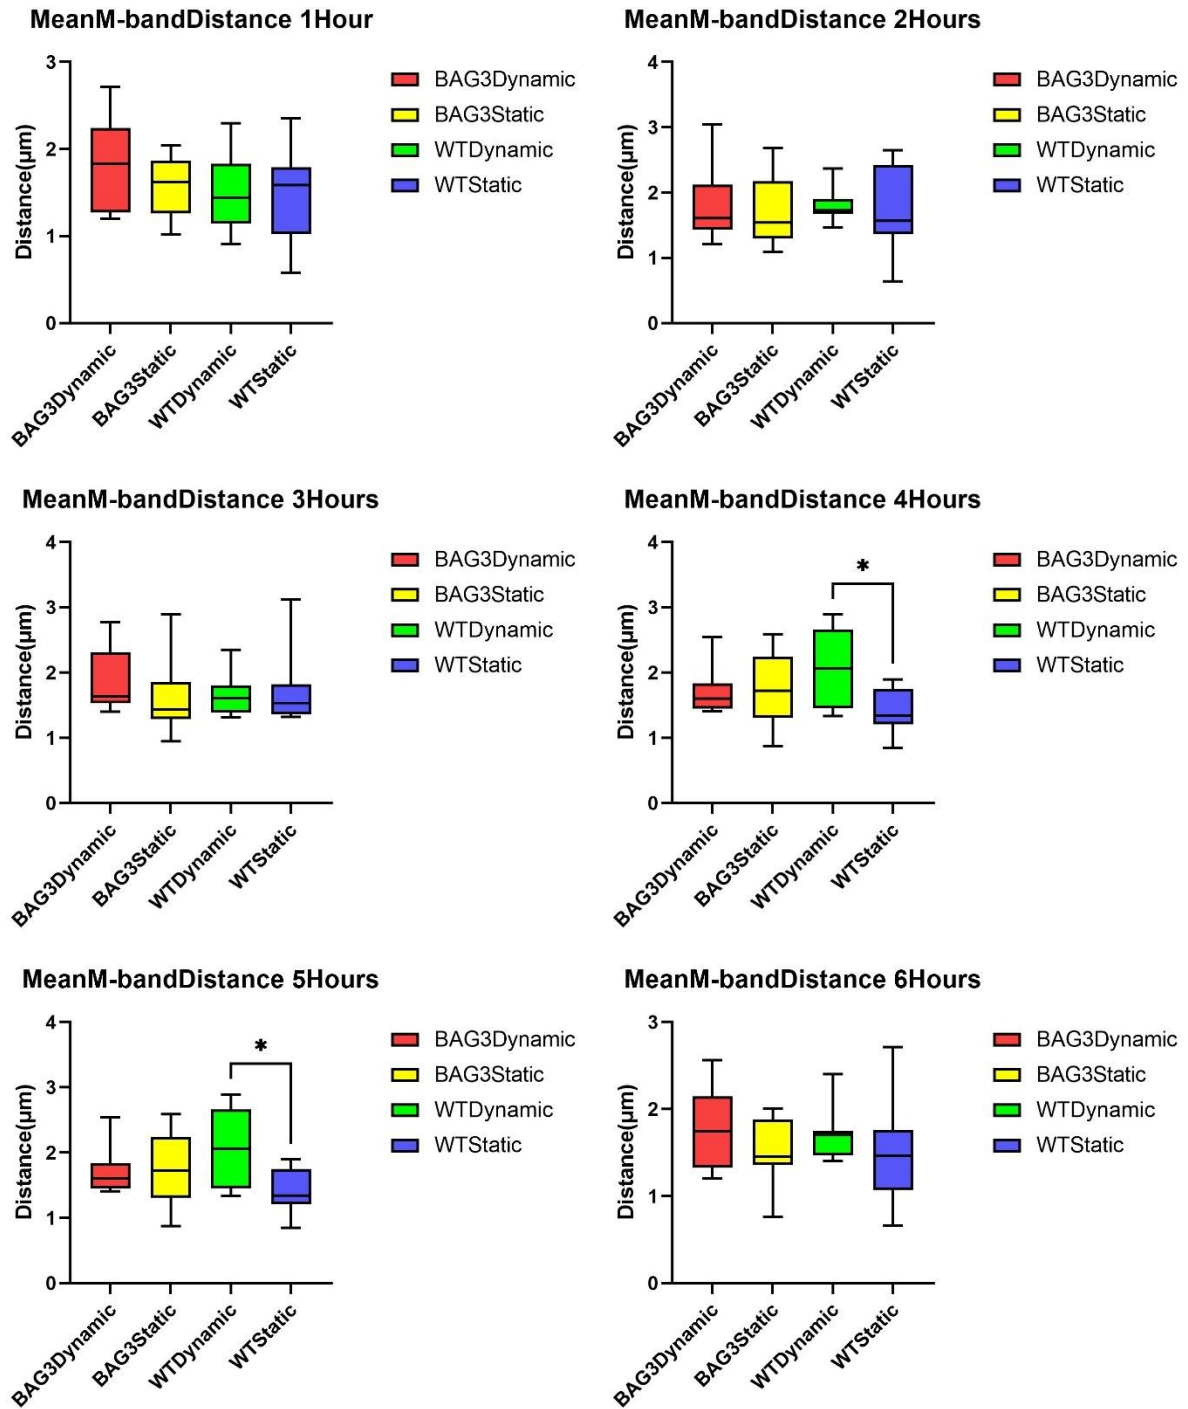 MeanM-bandDistance 1Hour
Distance(µm)
3
2
1
0
BAG3Dynamic
BAG3Static
WTDynamic
WTStatic
BAG3Dynamic
BAG3Static
WTDynamic
WTStatic
MeanM-bandDistance 2Hours
Distance(µm)
4
3
2
1
0
BAG3Dynamic
BAG3Static
WTDynamic
WTStatic
BAG3Dynamic
BAG3Static
WTDynamic
WTStatic
MeanM-bandDistance 3Hours
Distance(µm)
4
3
2
1
0
BAG3Dynamic
BAG3Static
WTDynamic
WTStatic
BAG3Dynamic
BAG3Static
WTDynamic
WTStatic
MeanM-bandDistance 4Hours
Distance(µm)
4
3
2
1
0
*
BAG3Dynamic
BAG3Static
WTDynamic
WTStatic
BAG3Dynamic
BAG3Static
WTDynamic
WTStatic
MeanM-bandDistance 5Hours
Distance(µm)
4
3
2
1
0
*
BAG3Dynamic
BAG3Static
WTDynamic
WTStatic
BAG3Dynamic
BAG3Static
WTDynamic
WTStatic
MeanM-bandDistance 6Hours
Distance(µm)
3
2
1
0
BAG3Dynamic
BAG3Static
WTDynamic
WTStatic
BAG3Dynamic
BAG3Static
WTDynamic
WTStatic